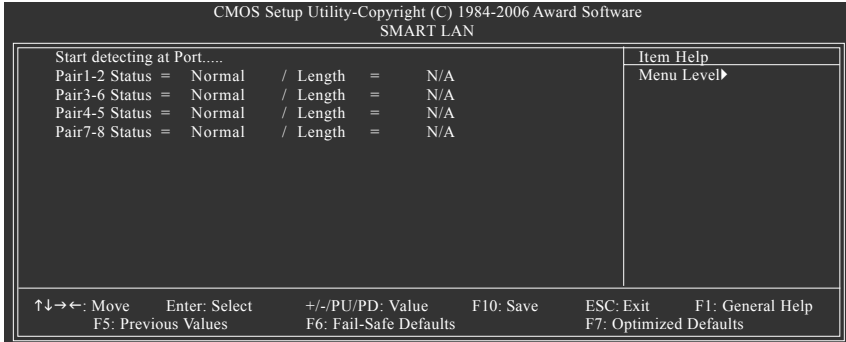 CMOS Setup Utility-Copyright (C) 1984-2006 Award Software
SMART LAN
Start detecting at Port.....
Pair1-2 Status = Normal / Length = N/A
Pair3-6 Status = Normal / Length = N/A
Pair4-5 Status = Normal / Length = N/A
Pair7-8 Status = Normal / Length = N/A
Item Help
Menu Level▶
↑↓→←: Move Enter: Select +/-/PU/PD: Value F10: Save ESC: Exit F1: General Help
F5: Previous Values F6: Fail-Safe Defaults F7: Optimized Defaults